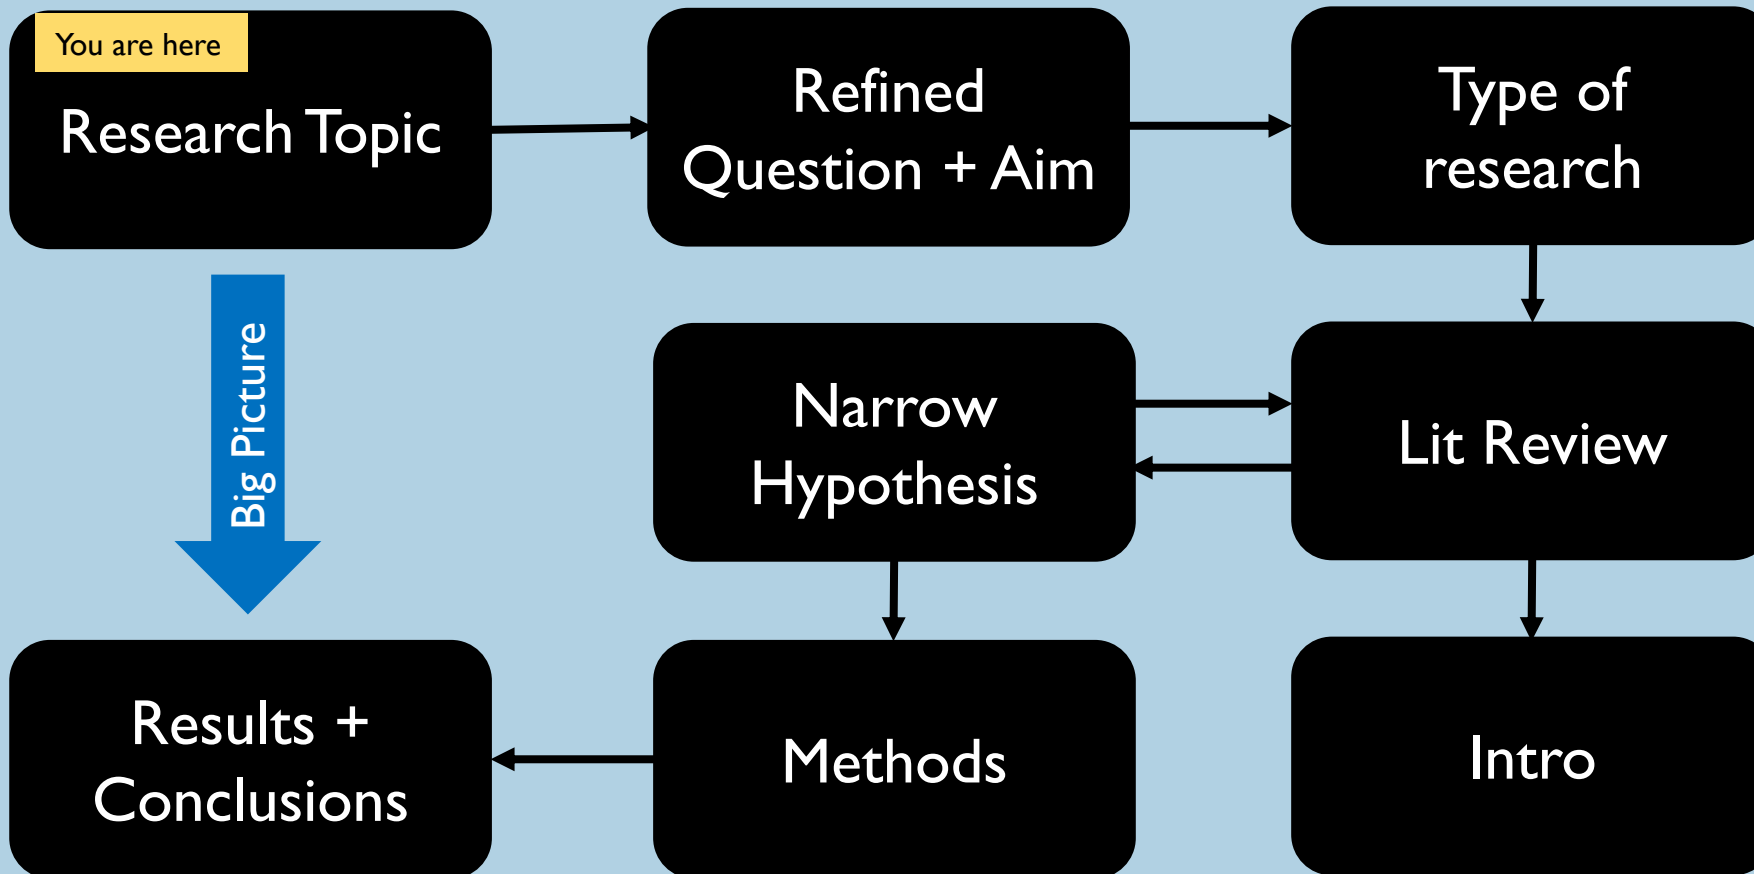 You are here
Research Topic
Refined
Question + Aim
Type of
research
Big Picture
Narrow
Hypothesis
Lit Review
Results +
Conclusions
Methods
Intro